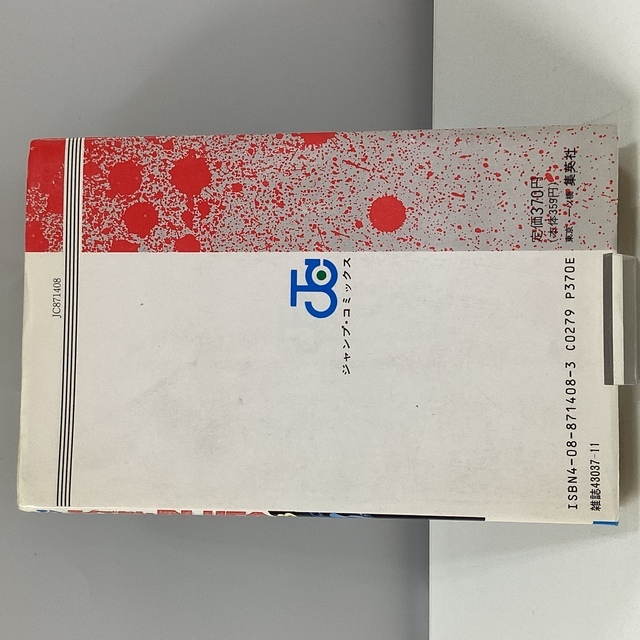 JC871408
JC
ジャンプ・コミックス
定価370円
(本体359円)
集英社
ISBN4-08-871408-3 C0279 P370E
雑誌43037-11